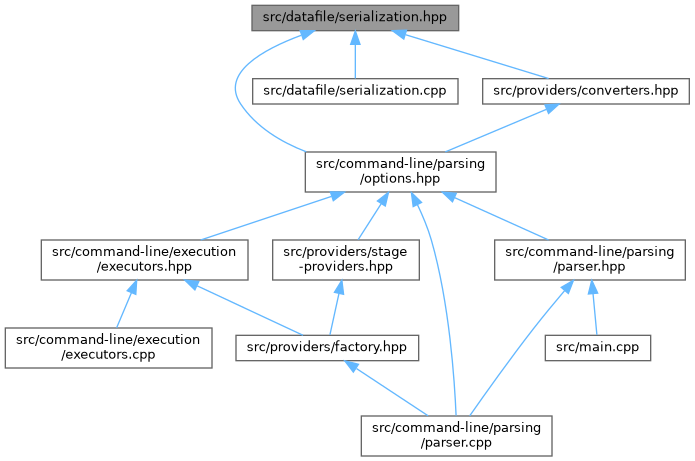 src/datafile/serialization.hpp
src/datafile/serialization.cpp
src/providers/converters.hpp
src/command-line/parsing
/options.hpp
src/command-line/execution
/executors.hpp
src/providers/stage
-providers.hpp
src/command-line/parsing
/parser.hpp
src/command-line/execution
/executors.cpp
src/providers/factory.hpp
src/main.cpp
src/command-line/parsing
/parser.cpp